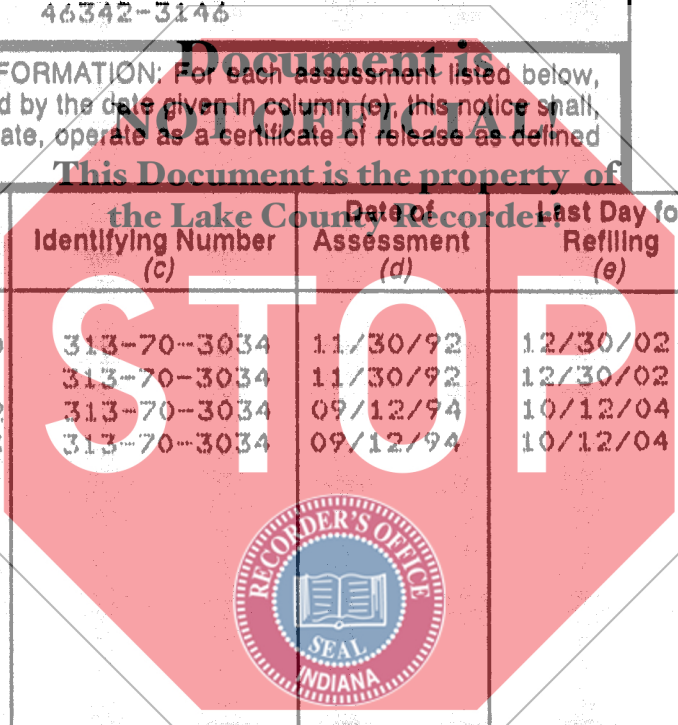 46342-3146
Document is
FORMATION: For each assessment listed below,
d by the date given in column (e), this notice shall,
NOT OFFICIAL!
ate, operate as a certificate of release as defined
This Document is the property of
the Lake County Recorder!
Identifying Number (c) Date of Assessment (d) Last Day fo Refiling (e)
313-70-3034 11/30/92 12/30/02
313-70-3034 11/30/92 12/30/02
313-70-3034 09/12/94 10/12/04
313-70-3034 09/12/94 10/12/04
STOP
RECORDER'S OFFICE
SEAL
INDIANA